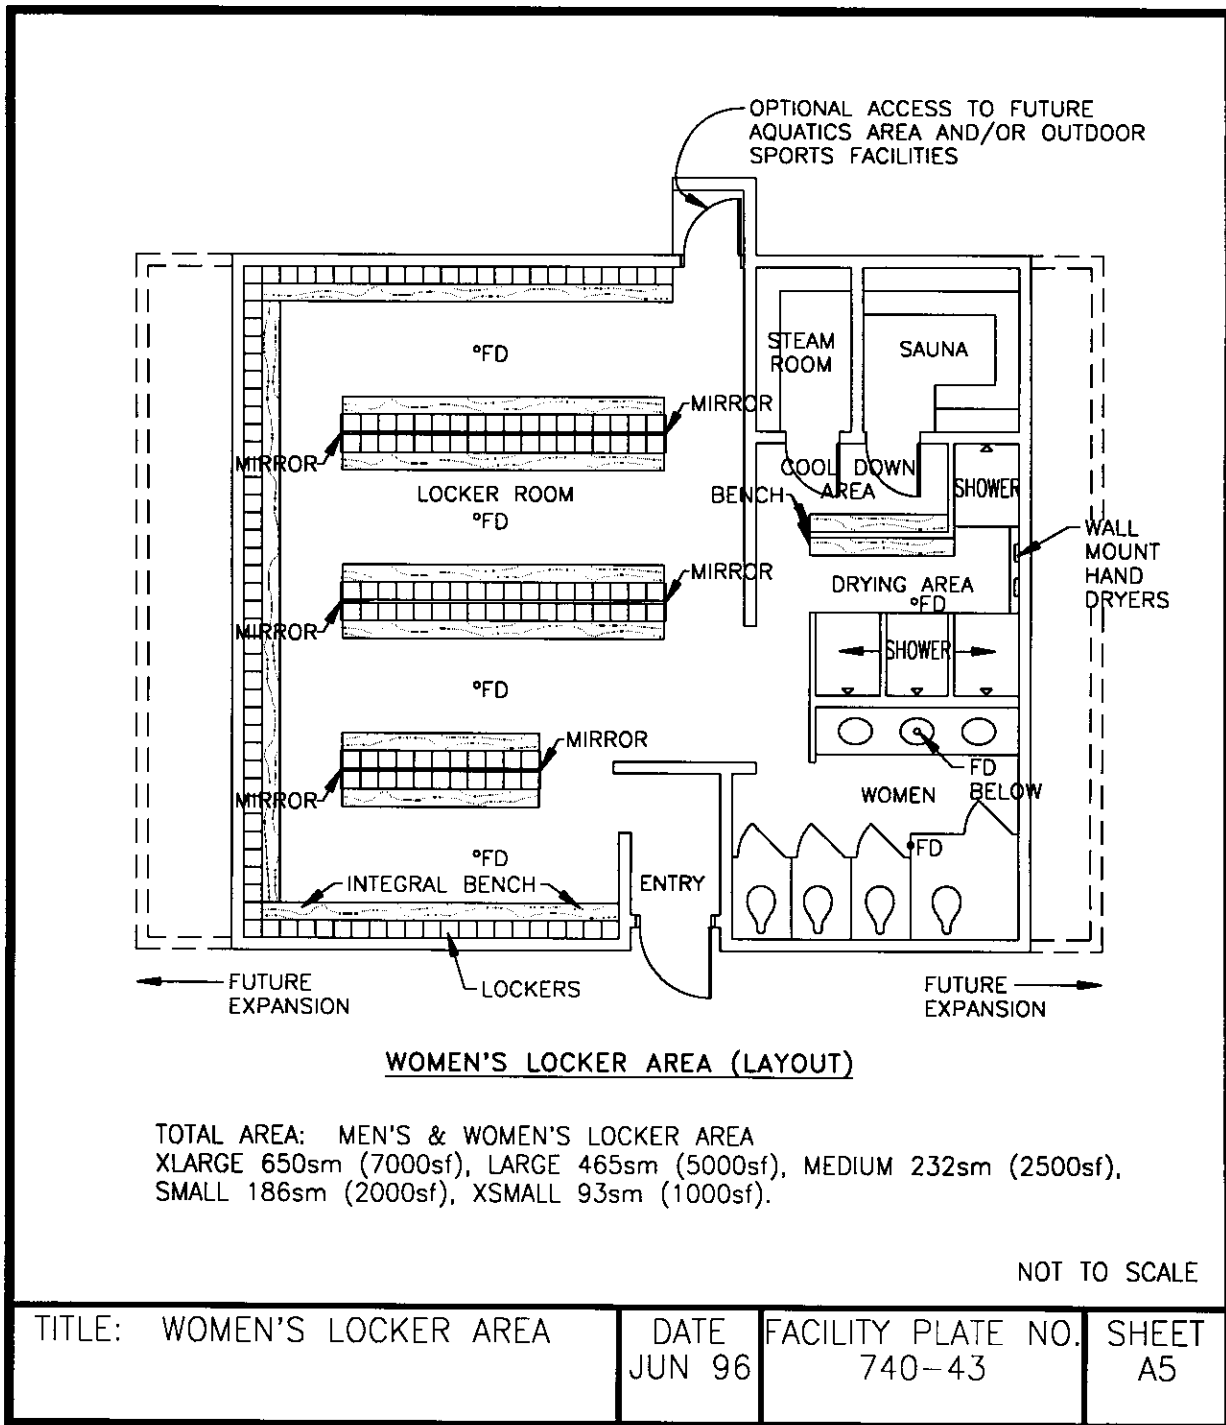 OPTIONAL ACCESS TO FUTURE
AQUATICS AREA AND/OR OUTDOOR
SPORTS FACILITIES
STEAM
ROOM
SAUNA
°FD
MIRROR
MIRROR
COOL DOWN
AREA
LOCKER ROOM
°FD
BENCH
SHOWER
WALL
MOUNT
HAND
DRYERS
MIRROR
DRYING AREA
°FD
MIRROR
SHOWER
°FD
MIRROR
FD
BELOW
MIRROR
WOMEN
°FD
FD
INTEGRAL BENCH
ENTRY
FUTURE
EXPANSION
LOCKERS
FUTURE
EXPANSION
WOMEN'S LOCKER AREA (LAYOUT)
TOTAL AREA: MEN'S & WOMEN'S LOCKER AREA
XLARGE 650sm (7000sf), LARGE 465sm (5000sf), MEDIUM 232sm (2500sf),
SMALL 186sm (2000sf), XSMALL 93sm (1000sf).
NOT TO SCALE
TITLE: WOMEN'S LOCKER AREA
DATE
JUN 96
FACILITY PLATE NO.
740-43
SHEET
A5